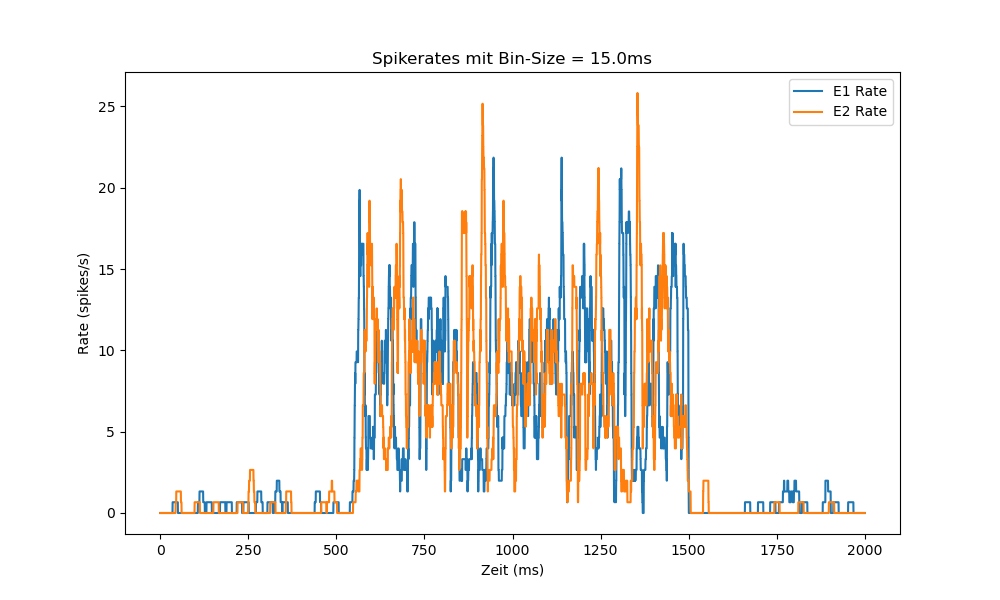 Spikerates mit Bin-Size = 15.0ms
E1 Rate
E2 Rate
25
20
15
10
5
0
Rate (spikes/s)
0 250 500 750 1000 1250 1500 1750 2000
Zeit (ms)